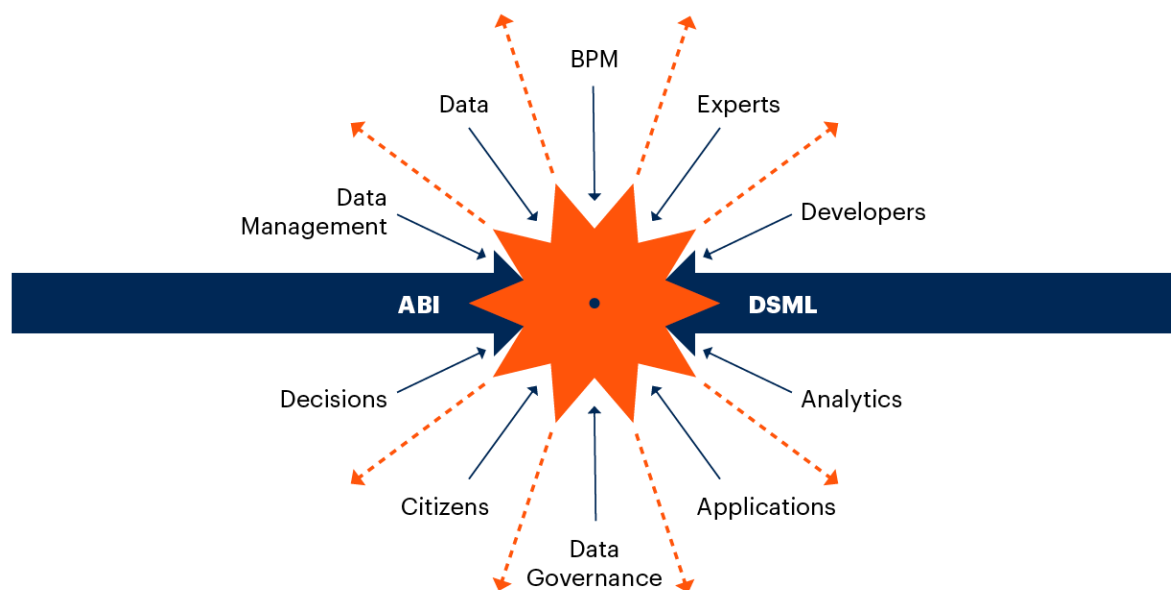 BPM
Data
Experts
Data
Management
Developers
ABI
DSML
Decisions
Analytics
Citizens
Applications
Data
Governance